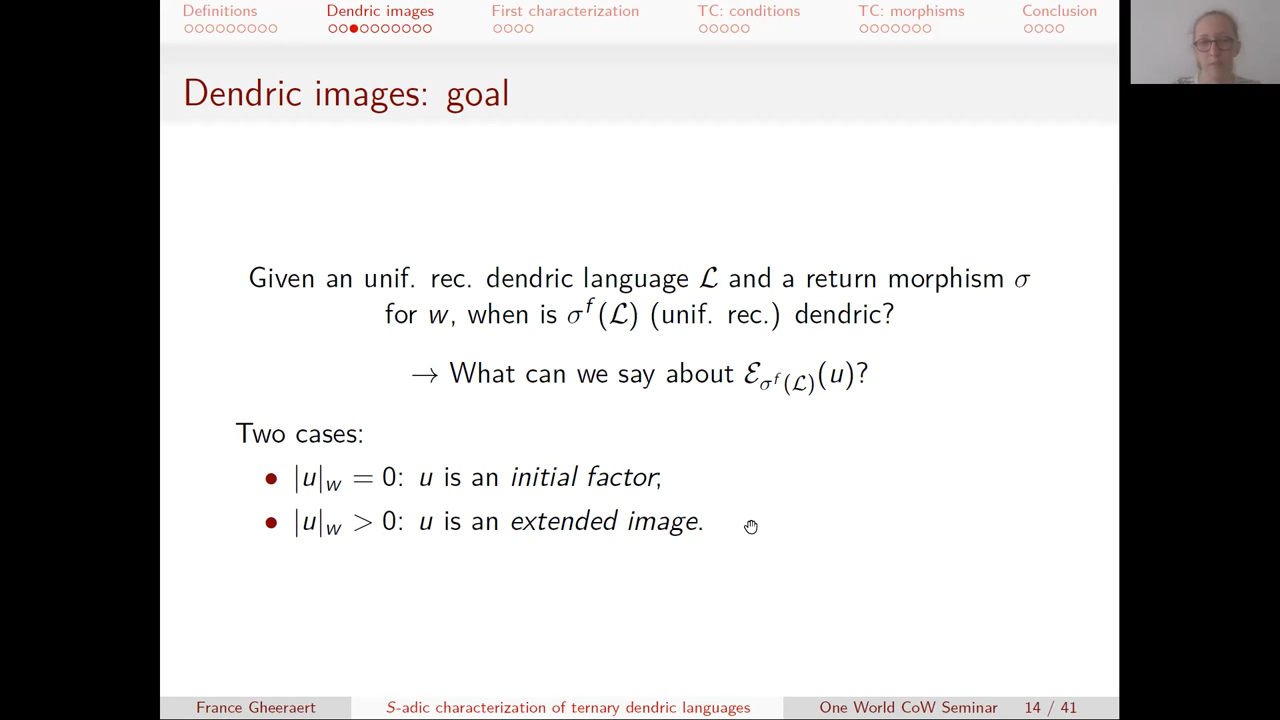 Definitions Dendric images First characterization TC: conditions TC: morphisms Conclusion
Dendric images: goal
Given an unif. rec. dendric language ℒ and a return morphism σ
for w, when is σᶠ(ℒ) (unif. rec.) dendric?
→ What can we say about ℰ_{σᶠ(ℒ)}(u)?
Two cases:
• |u|_w = 0: u is an initial factor;
• |u|_w > 0: u is an extended image.
France Gheeraert S-adic characterization of ternary dendric languages One World CoW Seminar 14 / 41